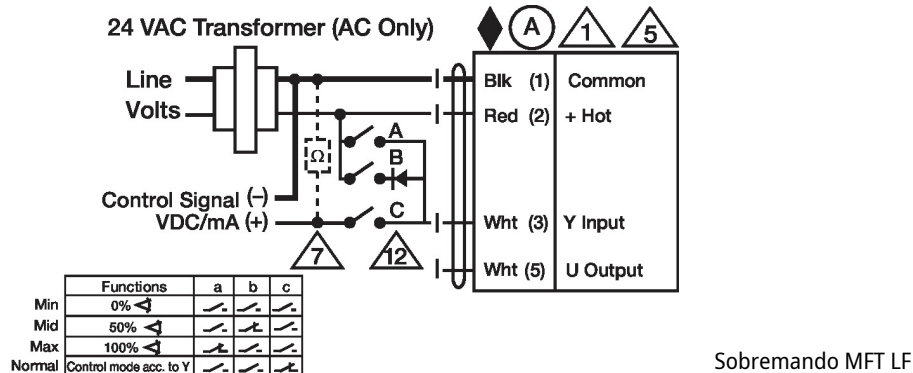 24 VAC Transformer (AC Only)
A 1 5
Line
Volts
Blk (1) Common
Red (2) + Hot
A
Ω
B
Control Signal (-)
VDC/mA (+)
C
Wht (3) Y Input
7 12
Wht (5) U Output
Functions a b c
Min 0%
Mid 50%
Max 100%
Normal Control mode acc. to Y
Sobremando MFT LF